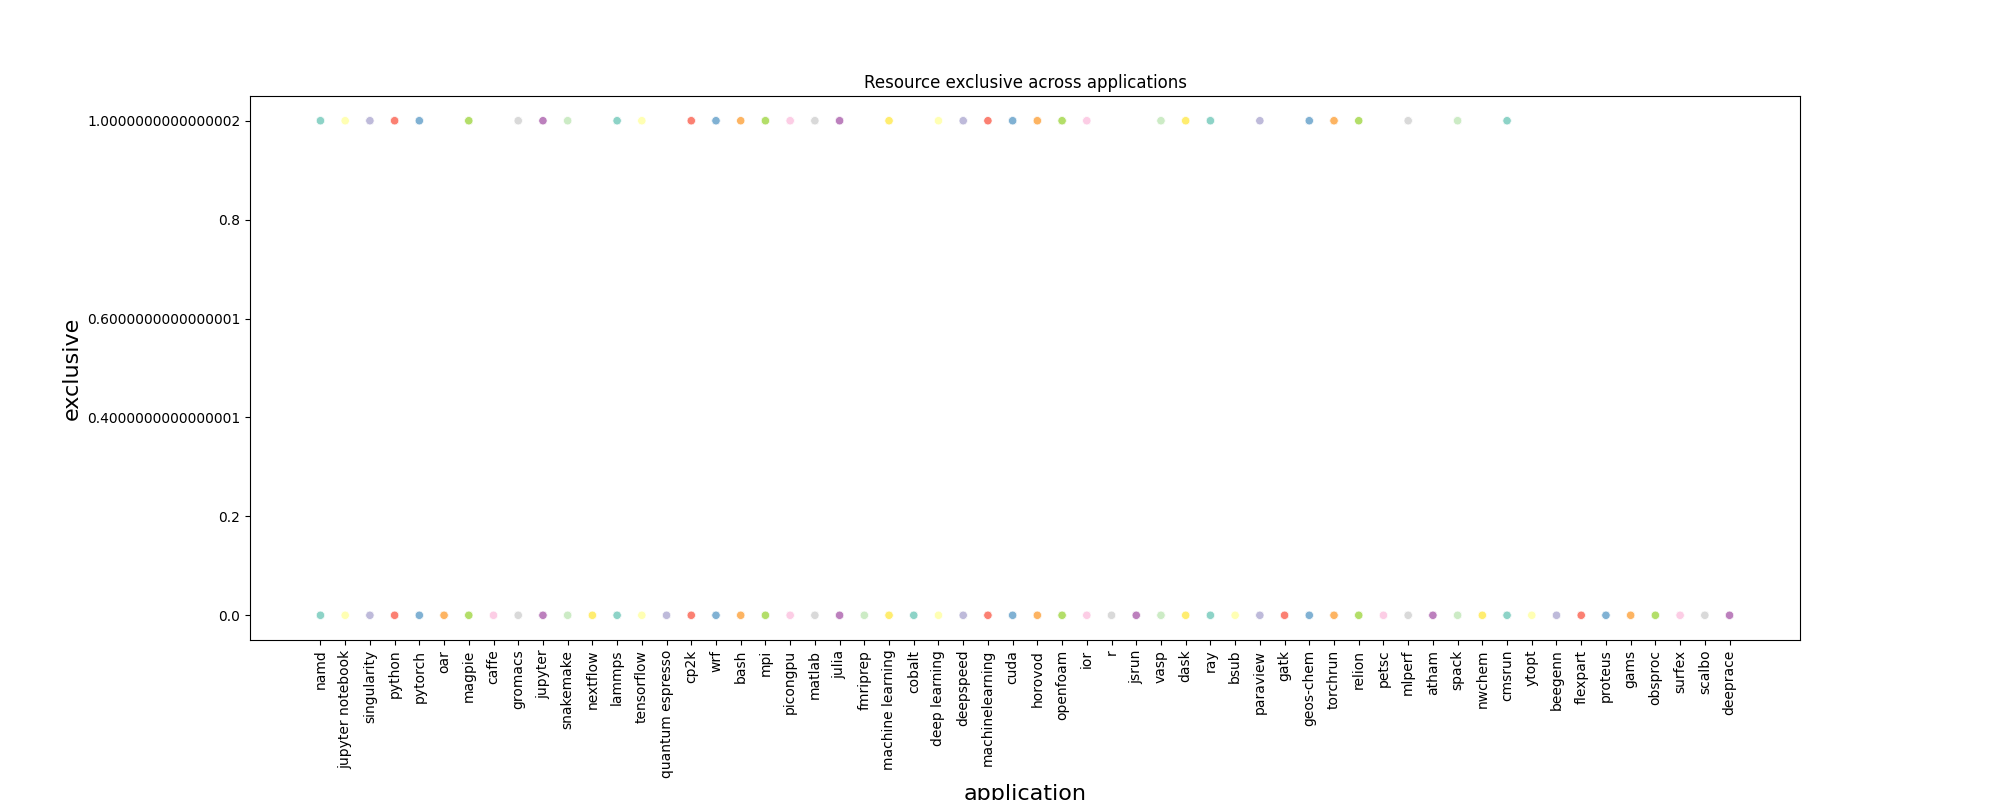 Resource exclusive across applications
1.0000000000000002
0.8
0.6000000000000001
0.4000000000000001
0.2
0.0
exclusive
namd
jupyter notebook
singularity
python
pytorch
oar
magpie
caffe
gromacs
jupyter
snakemake
nextflow
lammps
tensorflow
quantum espresso
cp2k
wrf
bash
mpi
picongpu
matlab
julia
fmriprep
machine learning
cobalt
deep learning
deepspeed
machinelearning
cuda
horovod
openfoam
ior
r
jsrun
vasp
dask
ray
bsub
paraview
gatk
geos-chem
torchrun
relion
petsc
mlperf
atham
spack
nwchem
cmsrun
ytopt
beegenn
flexpart
proteus
gams
obsproc
surfex
scalbo
deeprace
application